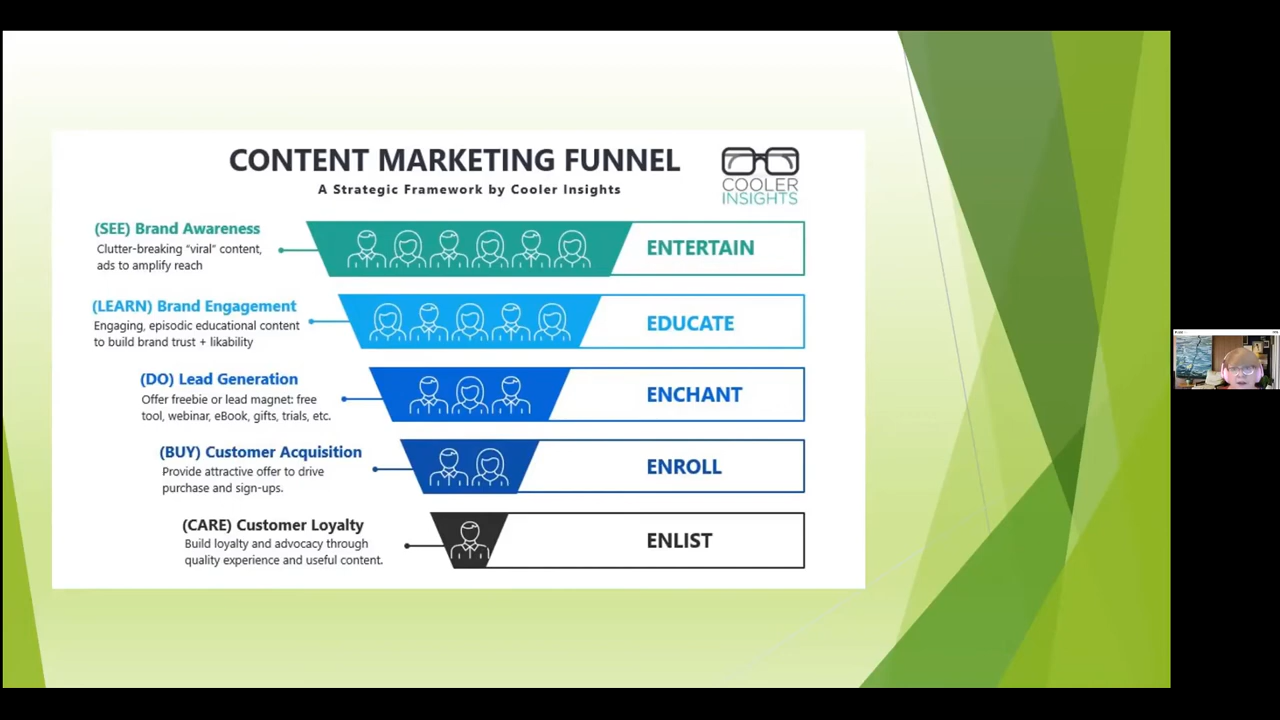 CONTENT MARKETING FUNNEL
A Strategic Framework by Cooler Insights
COOLER
INSIGHTS
(SEE) Brand Awareness
Clutter-breaking “viral” content,
ads to amplify reach
ENTERTAIN
(LEARN) Brand Engagement
Engaging, episodic educational content
to build brand trust + likability
EDUCATE
(DO) Lead Generation
Offer freebie or lead magnet: free
tool, webinar, eBook, gifts, trials, etc.
ENCHANT
(BUY) Customer Acquisition
Provide attractive offer to drive
purchase and sign-ups.
ENROLL
(CARE) Customer Loyalty
Build loyalty and advocacy through
quality experience and useful content.
ENLIST